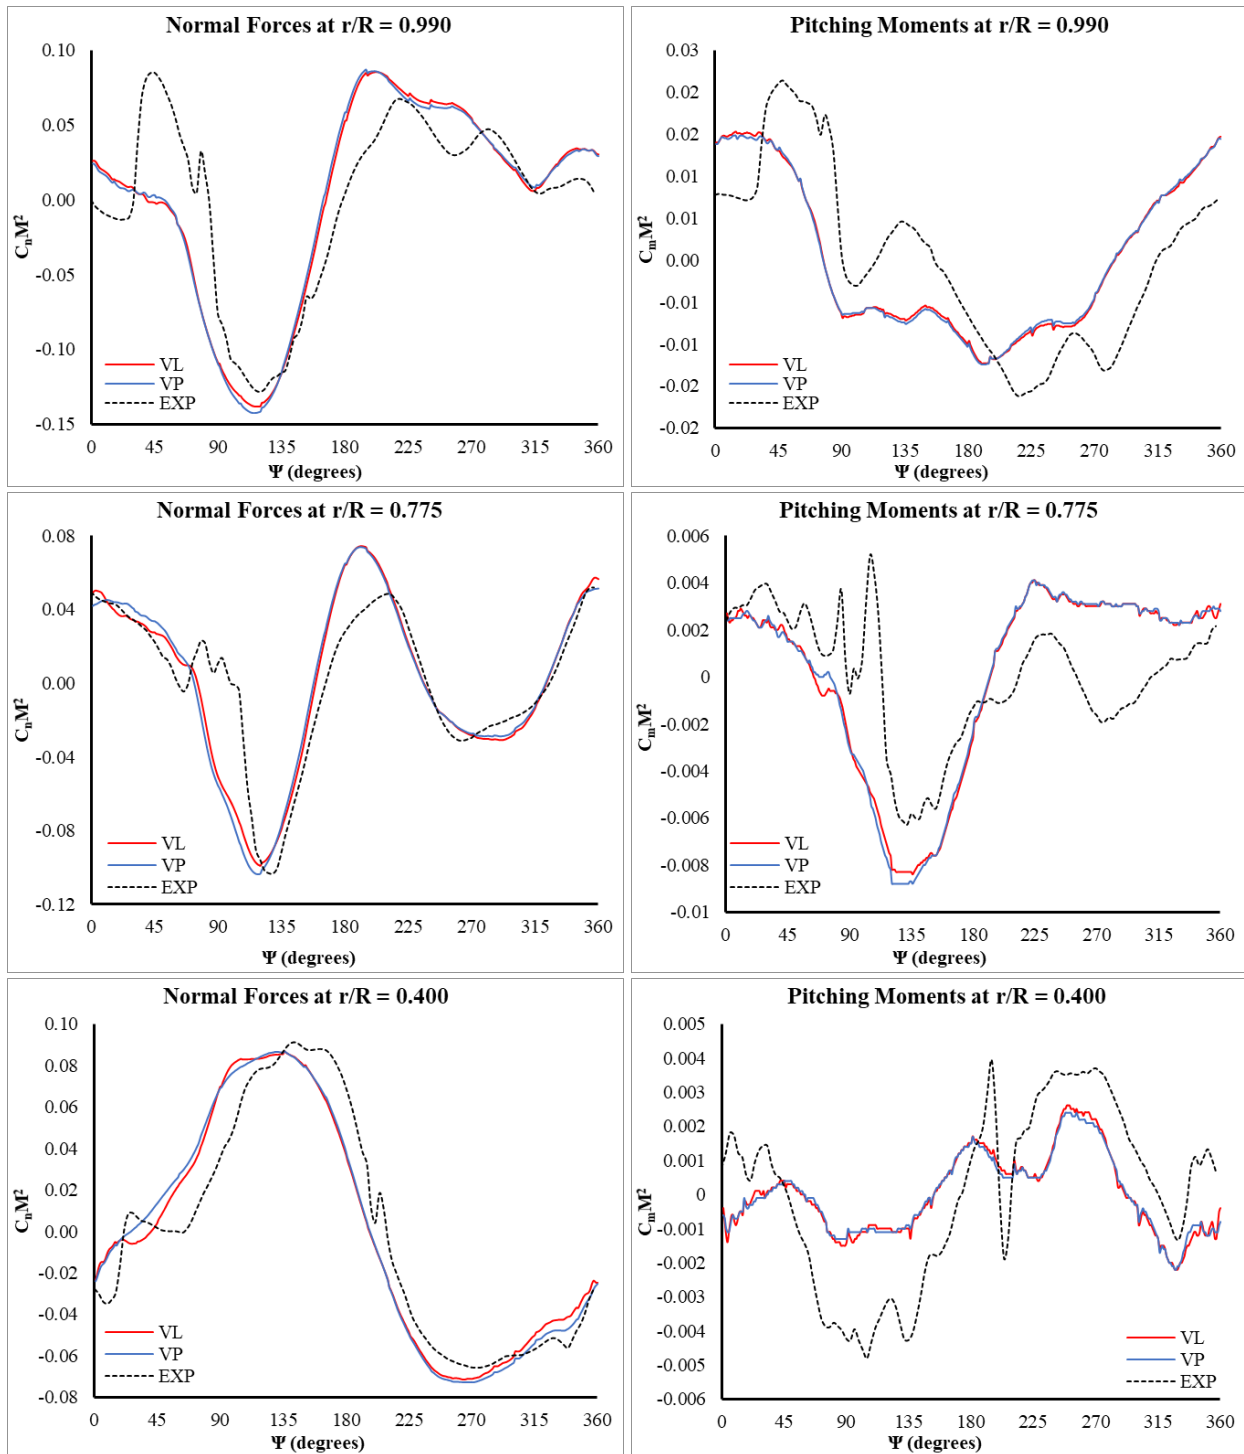 Normal Forces at r/R = 0.990
0.10
0.05
0.00
-0.05
-0.10
-0.15
CnM²
VL
VP
EXP
0 45 90 135 180 225 270 315 360
Ψ (degrees)
Pitching Moments at r/R = 0.990
0.03
0.02
0.02
0.01
0.01
0.00
-0.01
-0.01
-0.02
-0.02
CmM²
VL
VP
EXP
0 45 90 135 180 225 270 315 360
Ψ (degrees)
Normal Forces at r/R = 0.775
0.08
0.04
0.00
-0.04
-0.08
-0.12
CnM²
VL
VP
EXP
0 45 90 135 180 225 270 315 360
Ψ (degrees)
Pitching Moments at r/R = 0.775
0.006
0.004
0.002
0
-0.002
-0.004
-0.006
-0.008
-0.01
CmM²
VL
VP
EXP
0 45 90 135 180 225 270 315 360
Ψ (degrees)
Normal Forces at r/R = 0.400
0.10
0.08
0.06
0.04
0.02
0.00
-0.02
-0.04
-0.06
-0.08
CnM²
VL
VP
EXP
0 45 90 135 180 225 270 315 360
Ψ (degrees)
Pitching Moments at r/R = 0.400
0.005
0.004
0.003
0.002
0.001
0
-0.001
-0.002
-0.003
-0.004
-0.005
-0.006
CmM²
VL
VP
EXP
0 45 90 135 180 225 270 315 360
Ψ (degrees)